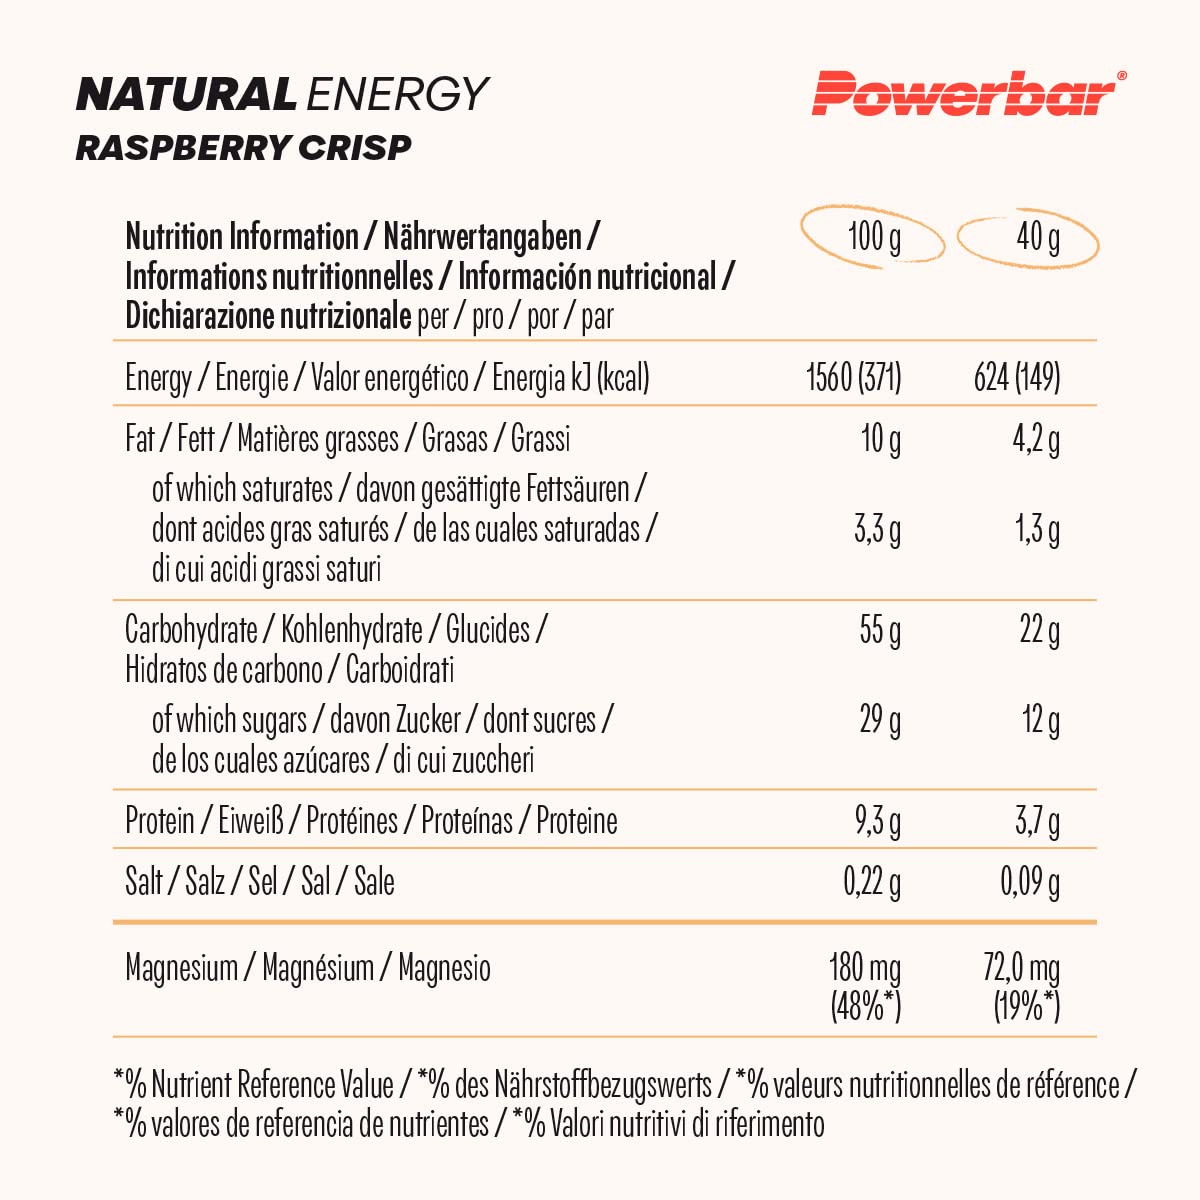 NATURAL ENERGY
RASPBERRY CRISP
Powerbar®
Nutrition Information / Nährwertangaben / 100 g 40 g
Informations nutritionnelles / Información nutricional /
Dichiarazione nutrizionale per / pro / por / par
Energy / Energie / Valor energético / Energia kJ (kcal) 1560 (371) 624 (149)
Fat / Fett / Matières grasses / Grasas / Grassi 10 g 4,2 g
of which saturates / davon gesättigte Fettsäuren /
dont acides gras saturés / de las cuales saturadas / 3,3 g 1,3 g
di cui acidi grassi saturi
Carbohydrate / Kohlenhydrate / Glucides / 55 g 22 g
Hidratos de carbono / Carboidrati
of which sugars / davon Zucker / dont sucres / 29 g 12 g
de los cuales azúcares / di cui zuccheri
Protein / Eiweiß / Protéines / Proteínas / Proteine 9,3 g 3,7 g
Salt / Salz / Sel / Sal / Sale 0,22 g 0,09 g
Magnesium / Magnésium / Magnesio 180 mg 72,0 mg
(48%*) (19%*)
*% Nutrient Reference Value / *% des Nährstoffbezugswerts / *% valeurs nutritionnelles de référence /
*% valores de referencia de nutrientes / *% Valori nutritivi di riferimento